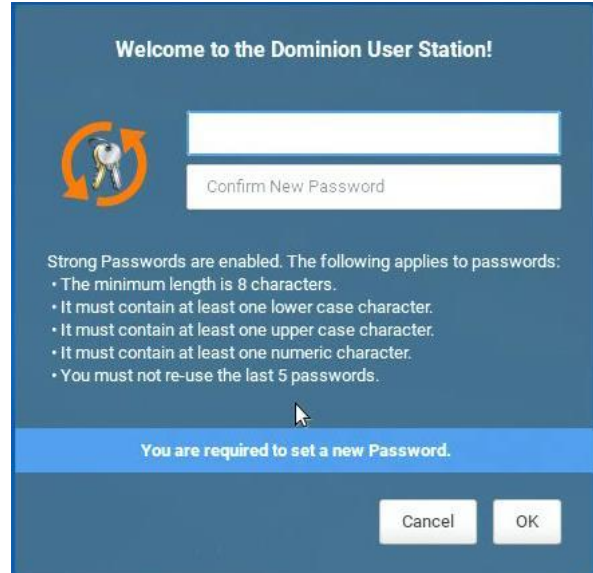 Welcome to the Dominion User Station!
Confirm New Password
Strong Passwords are enabled. The following applies to passwords:
• The minimum length is 8 characters.
• It must contain at least one lower case character.
• It must contain at least one upper case character.
• It must contain at least one numeric character.
• You must not re-use the last 5 passwords.
You are required to set a new Password.
Cancel OK